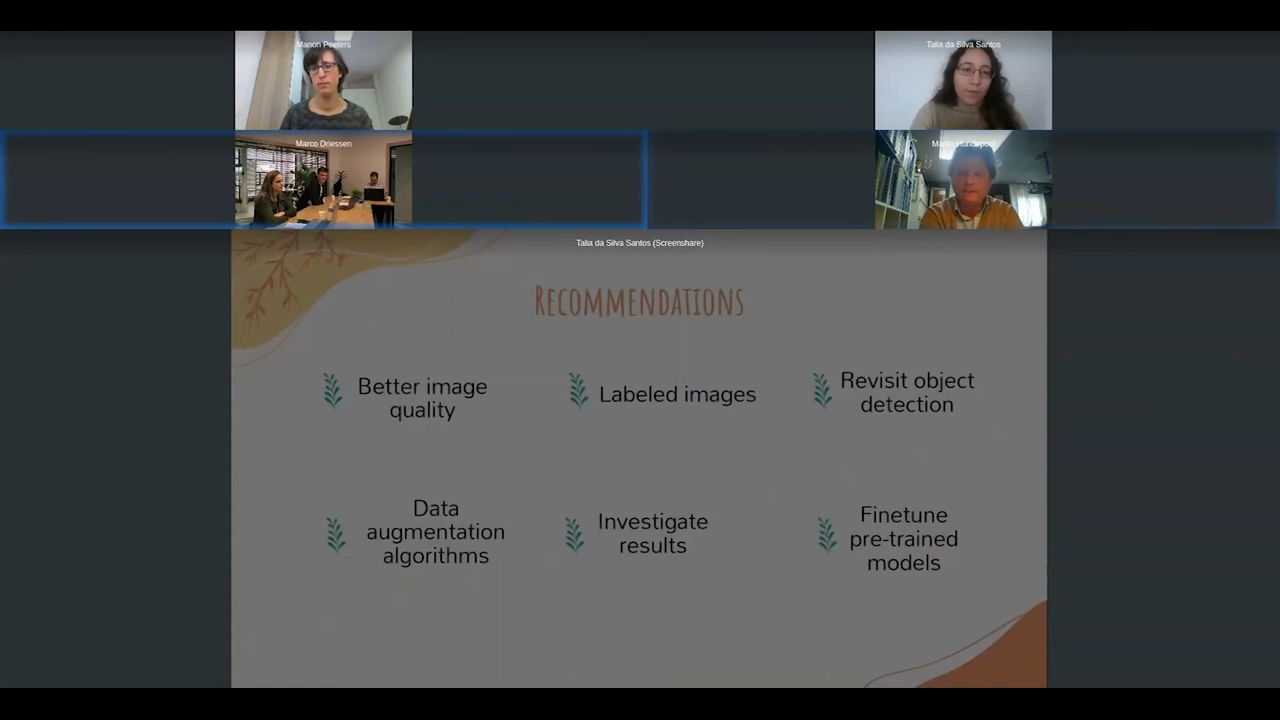 Manon Peeters
Talia da Silva Santos
Marco Driessen
Talia da Silva Santos (Screenshare)
RECOMMENDATIONS
Better image
quality
Labeled images
Revisit object
detection
Data
augmentation
algorithms
Investigate
results
Finetune
pre-trained
models